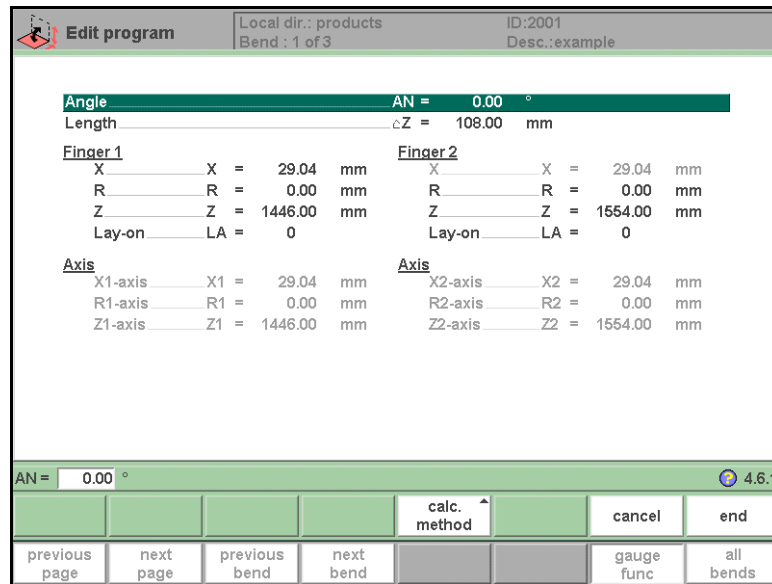 Edit program
Local dir.: products ID:2001
Bend : 1 of 3 Desc.:example
Angle AN = 0.00 °
Length △Z = 108.00 mm
Finger 1 Finger 2
X X = 29.04 mm X X = 29.04 mm
R R = 0.00 mm R R = 0.00 mm
Z Z = 1446.00 mm Z Z = 1554.00 mm
Lay-on LA = 0 Lay-on LA = 0
Axis Axis
X1-axis X1 = 29.04 mm X2-axis X2 = 29.04 mm
R1-axis R1 = 0.00 mm R2-axis R2 = 0.00 mm
Z1-axis Z1 = 1446.00 mm Z2-axis Z2 = 1554.00 mm
AN = 0.00 ° ? 4.6.
calc. method cancel end
previous page next page previous bend next bend gauge func all bends